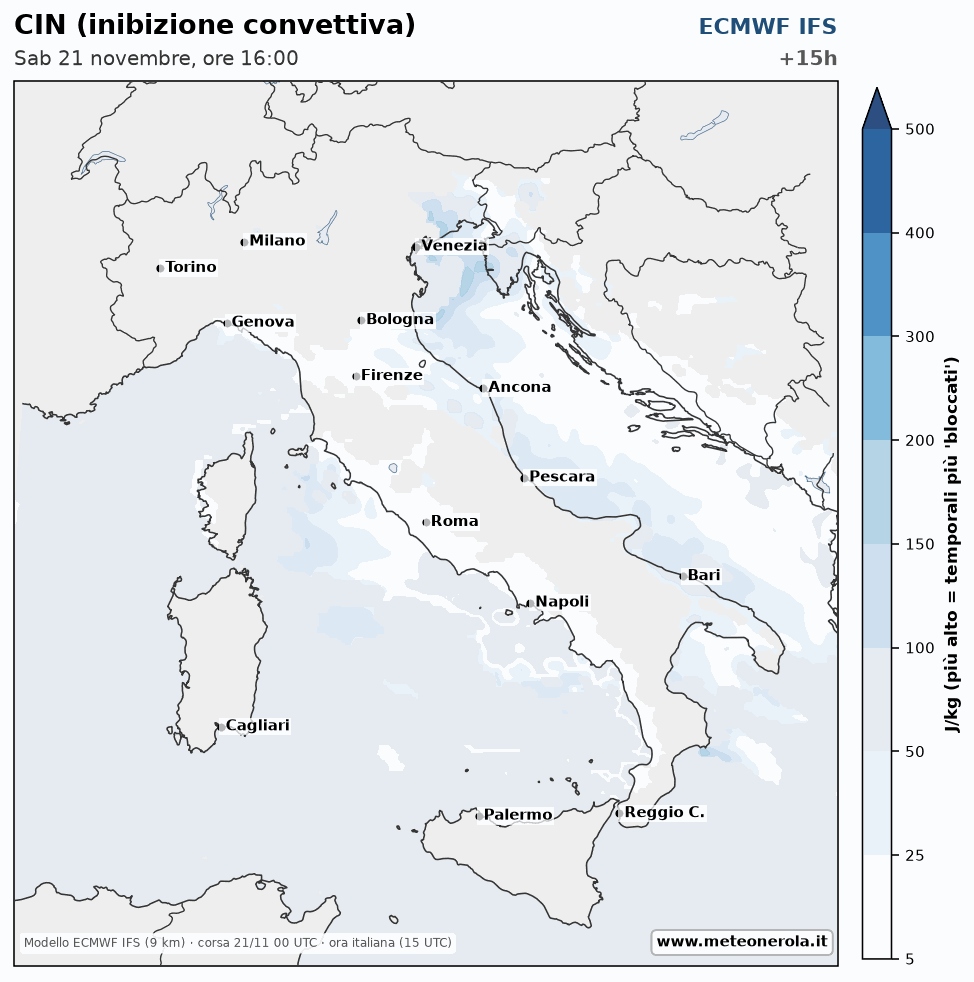 CIN (inibizione convettiva)
ECMWF IFS
Sab 21 novembre, ore 16:00
+15h
500
400
300
200
150
100
50
25
5
J/kg (più alto = temporali più 'bloccati')
Milano
Venezia
Torino
Genova
Bologna
Firenze
Ancona
Pescara
Roma
Bari
Napoli
Cagliari
Palermo
Reggio C.
Modello ECMWF IFS (9 km) · corsa 21/11 00 UTC · ora italiana (15 UTC)
www.meteonerola.it